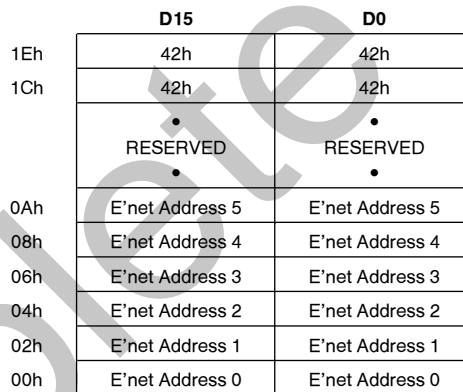 D15 D0
1Eh 42h 42h
1Ch 42h 42h
• •
RESERVED RESERVED
• •
0Ah E'net Address 5 E'net Address 5
08h E'net Address 4 E'net Address 4
06h E'net Address 3 E'net Address 3
04h E'net Address 2 E'net Address 2
02h E'net Address 1 E'net Address 1
00h E'net Address 0 E'net Address 0